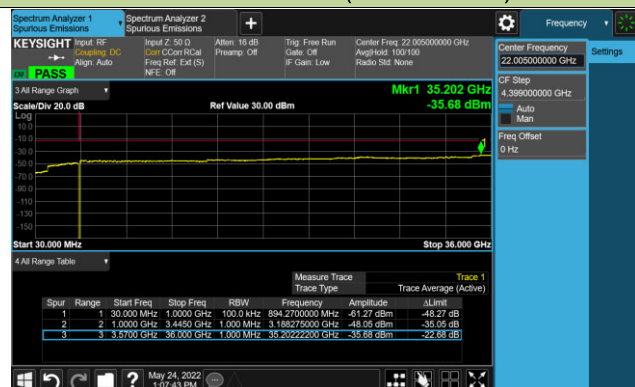 Spectrum Analyzer 1
Spurious Emissions
Spectrum Analyzer 2
Spurious Emissions
+
Frequency
KEYSIGHT
Input: RF
Coupling: DC
Align: Auto
Input Z: 50 Ω
Corr CCorr RCal
Freq Ref: Ext (S)
NFE: Off
Atten: 16 dB
Preamp: Off
Trig: Free Run
Gate: Off
IF Gain: Low
Center Freq: 22.005000000 GHz
Avg|Hold: 100/100
Radio Std: None
PASS
Center Frequency
22.005000000 GHz
Settings
CF Step
4.399000000 GHz
Auto
Man
Freq Offset
0 Hz
3 All Range Graph
Mkr1 35.202 GHz
Scale/Div 20.0 dB
Ref Value 30.00 dBm
-35.68 dBm
Log
10.0
-10.0
-30.0
-50.0
-70.0
-90.0
-110
-130
-150
1
Start 30.000 MHz
Stop 36.000 GHz
4 All Range Table
Measure Trace
Trace 1
Trace Type
Trace Average (Active)
Spur Range Start Freq Stop Freq RBW Frequency Amplitude ΔLimit
1 1 30.000 MHz 1.0000 GHz 100.0 kHz 894.2700000 MHz -61.27 dBm -48.27 dB
2 2 1.0000 GHz 3.4450 GHz 1.000 MHz 3.188275000 GHz -48.05 dBm -35.05 dB
3 3 3.5700 GHz 36.000 GHz 1.000 MHz 35.20222200 GHz -35.68 dBm -22.68 dB
?
May 24, 2022
1:07:43 PM